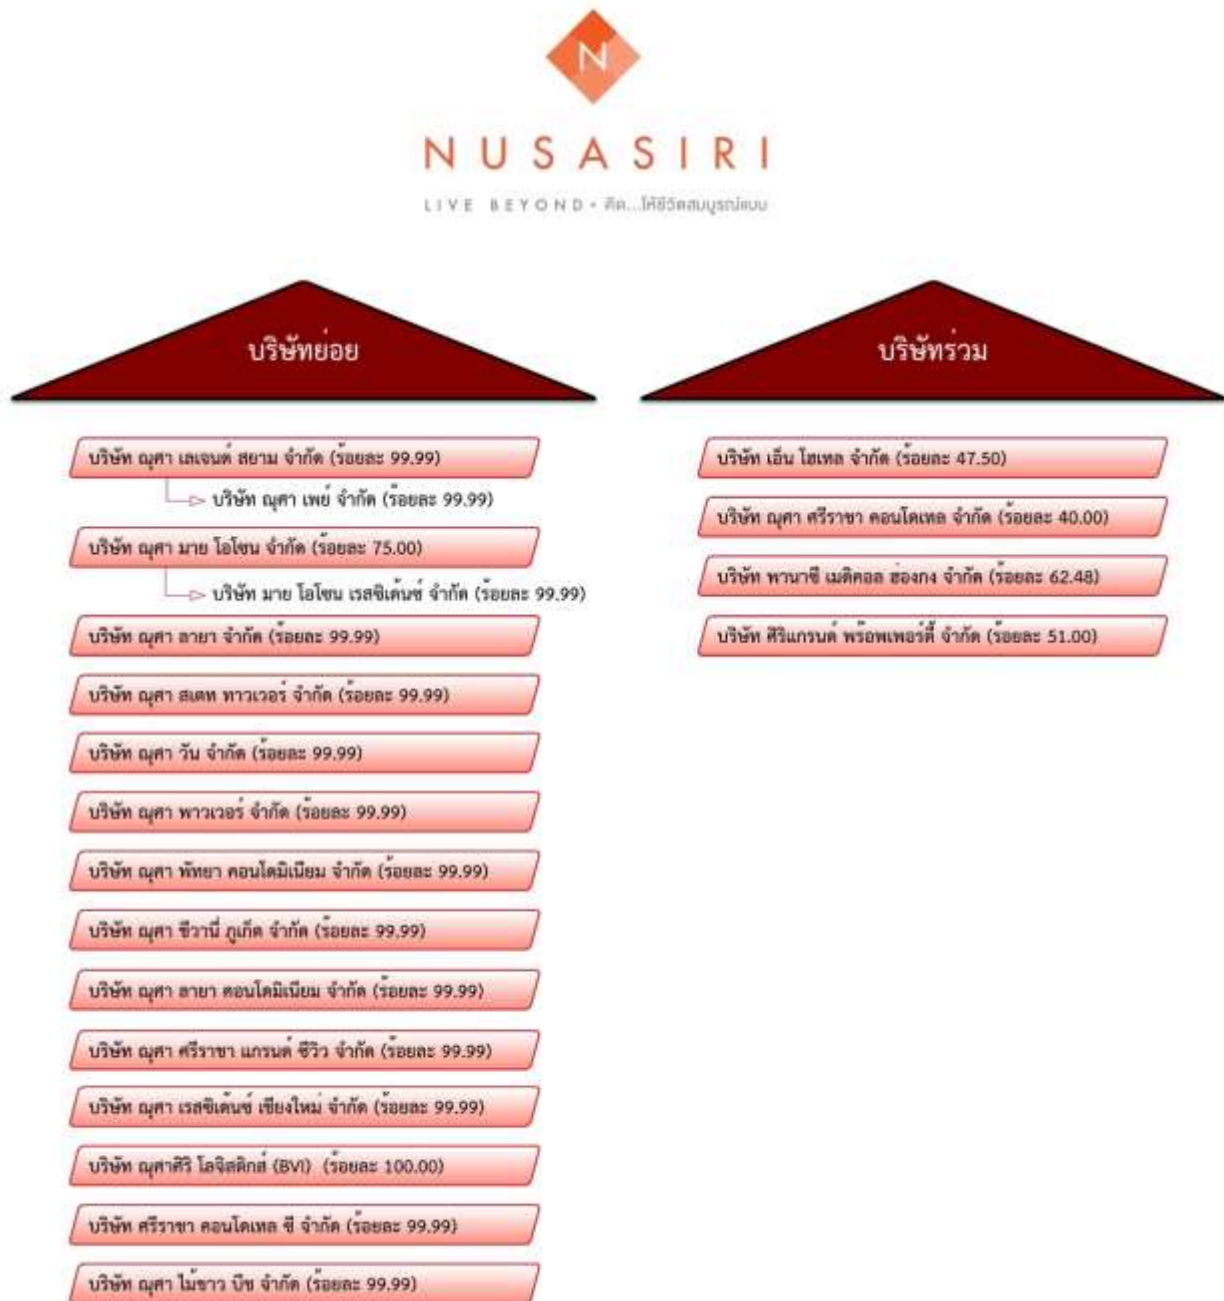 N
NUSASIRI
LIVE BEYOND • คิด...ให้ชีวิตสมบูรณ์แบบ
บริษัทย่อย
บริษัท ณุศา เลเจนด์ สยาม จำกัด (ร้อยละ 99.99)
บริษัท ณุศา เพย์ จำกัด (ร้อยละ 99.99)
บริษัท ณุศา มาย โอโซน จำกัด (ร้อยละ 75.00)
บริษัท มาย โอโซน เรสซิเด้นซ์ จำกัด (ร้อยละ 99.99)
บริษัท ณุศา ลายา จำกัด (ร้อยละ 99.99)
บริษัท ณุศา สเตท ทาวเวอร์ จำกัด (ร้อยละ 99.99)
บริษัท ณุศา วัน จำกัด (ร้อยละ 99.99)
บริษัท ณุศา พาวเวอร์ จำกัด (ร้อยละ 99.99)
บริษัท ณุศา พัทยา คอนโดมิเนียม จำกัด (ร้อยละ 99.99)
บริษัท ณุศา ชีวานี่ ภูเก็ต จำกัด (ร้อยละ 99.99)
บริษัท ณุศา ลายา คอนโดมิเนียม จำกัด (ร้อยละ 99.99)
บริษัท ณุศา ศรีราชา แกรนด์ ซีวิว จำกัด (ร้อยละ 99.99)
บริษัท ณุศา เรสซิเด้นซ์ เชียงใหม่ จำกัด (ร้อยละ 99.99)
บริษัท ณุศาศิริ โลจิสติกส์ (BVI) (ร้อยละ 100.00)
บริษัท ศรีราชา คอนโดเทล ซี จำกัด (ร้อยละ 99.99)
บริษัท ณุศา ไม้ขาว บีช จำกัด (ร้อยละ 99.99)
บริษัทร่วม
บริษัท เอ็น โฮเทล จำกัด (ร้อยละ 47.50)
บริษัท ณุศา ศรีราชา คอนโดเทล จำกัด (ร้อยละ 40.00)
บริษัท พานาซี เมดิคอล ฮ่องกง จำกัด (ร้อยละ 62.48)
บริษัท ศิริแกรนด์ พร็อพเพอร์ตี้ จำกัด (ร้อยละ 51.00)